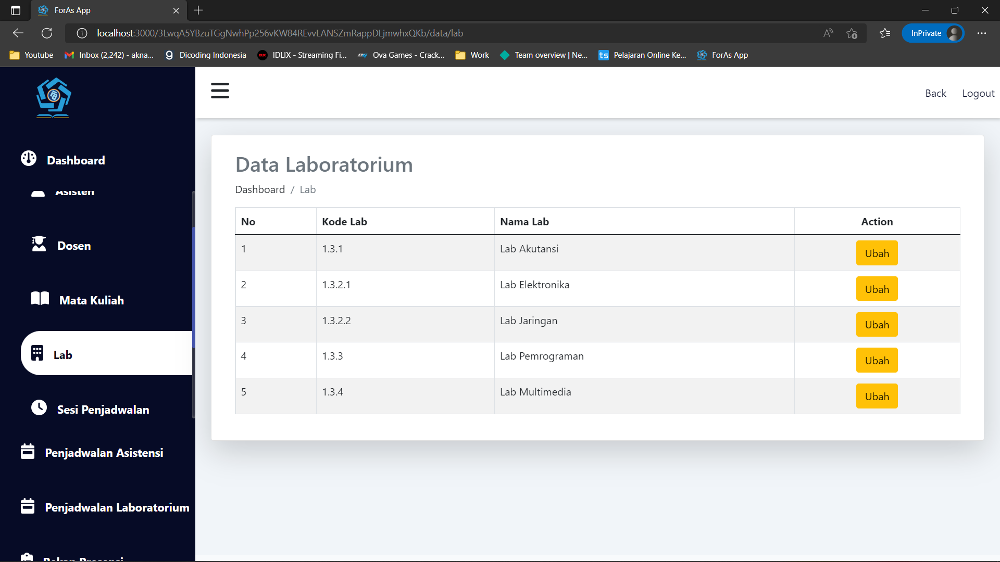 ForAs App
localhost:3000/3LwqA5YBzuTGgNwhPp256vKW84REvvLANSZmRappDLjmwhxQKb/data/lab
InPrivate
Youtube
Inbox (2,242) - akna...
Dicoding Indonesia
IDLIX - Streaming Fi...
Ova Games - Crack...
Work
Team overview | Ne...
Pelajaran Online Ke...
ForAs App
Back
Logout
Dashboard
Asisten
Dosen
Mata Kuliah
Lab
Sesi Penjadwalan
Penjadwalan Asistensi
Penjadwalan Laboratorium
Data Laboratorium
Dashboard / Lab
No Kode Lab Nama Lab Action
1 1.3.1 Lab Akutansi Ubah
2 1.3.2.1 Lab Elektronika Ubah
3 1.3.2.2 Lab Jaringan Ubah
4 1.3.3 Lab Pemrograman Ubah
5 1.3.4 Lab Multimedia Ubah